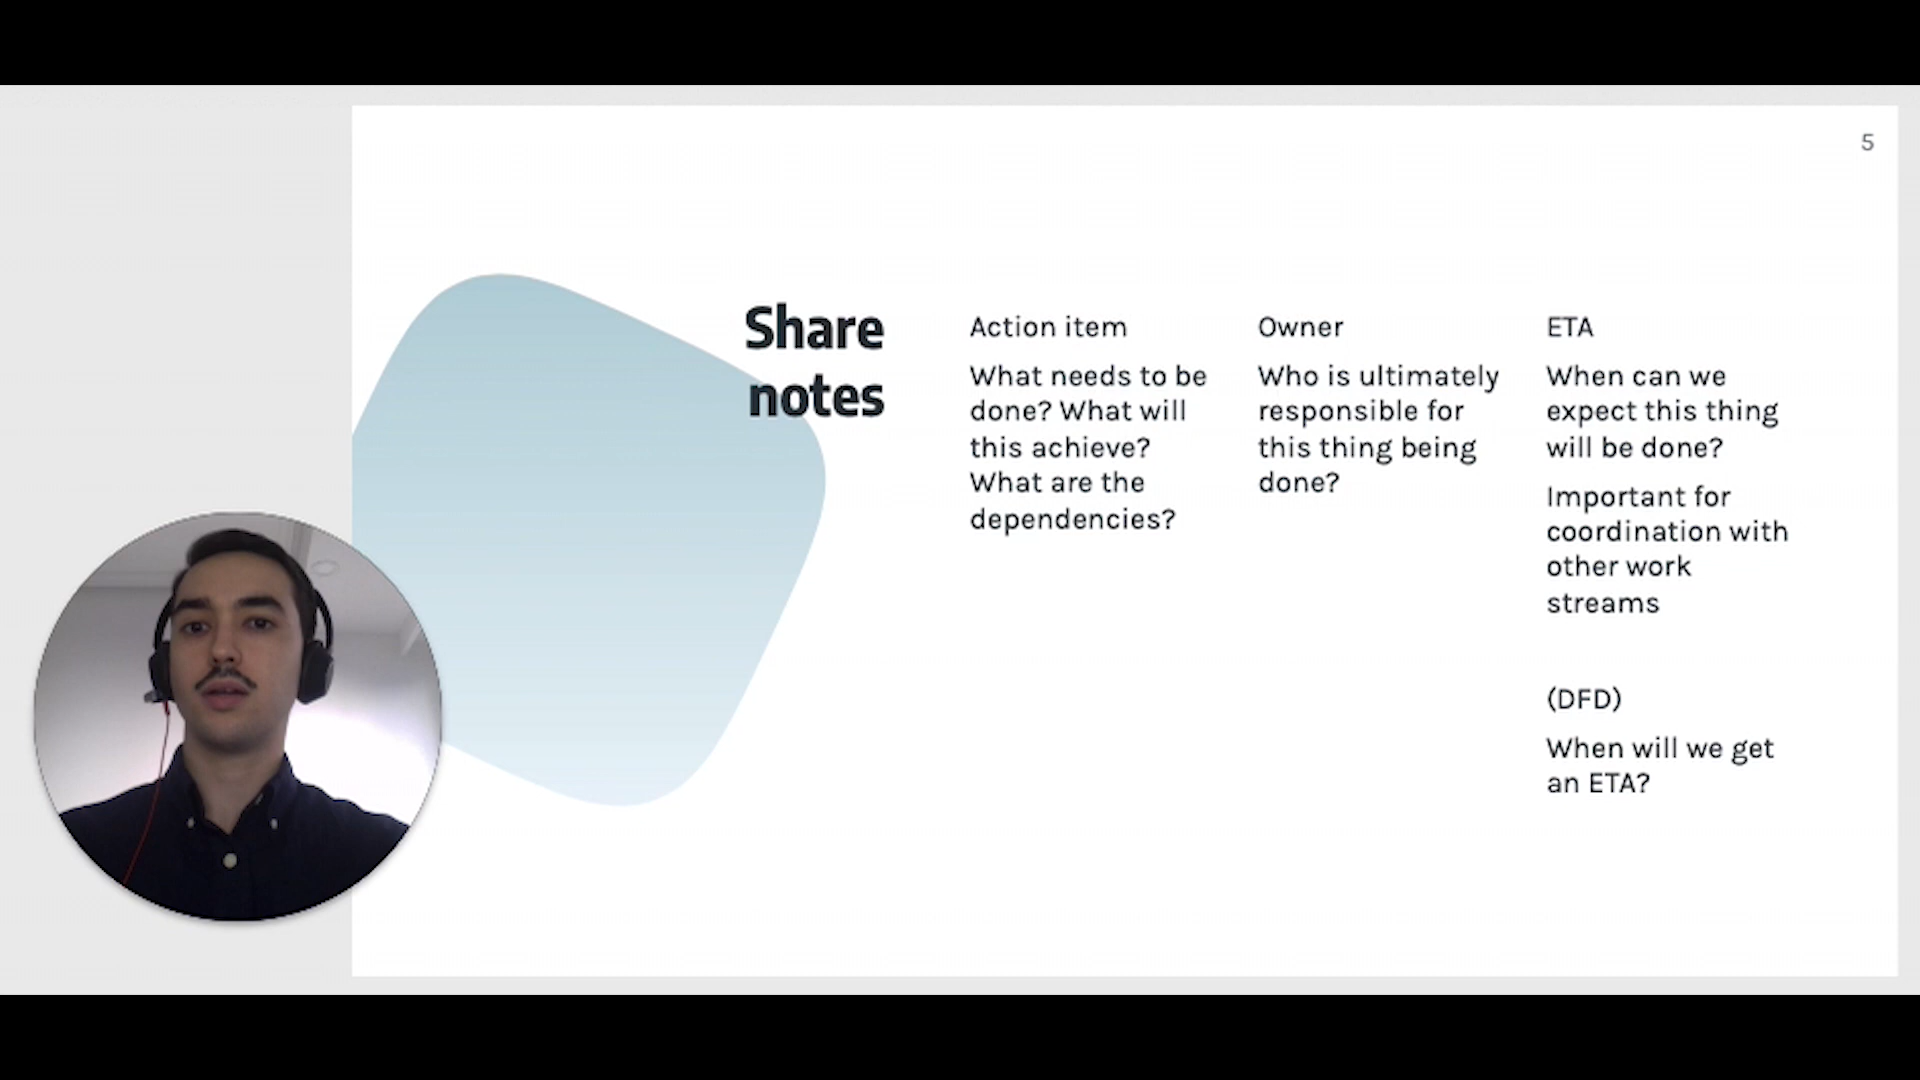 5
Share
notes
Action item
What needs to be
done? What will
this achieve?
What are the
dependencies?
Owner
Who is ultimately
responsible for
this thing being
done?
ETA
When can we
expect this thing
will be done?
Important for
coordination with
other work
streams
(DFD)
When will we get
an ETA?